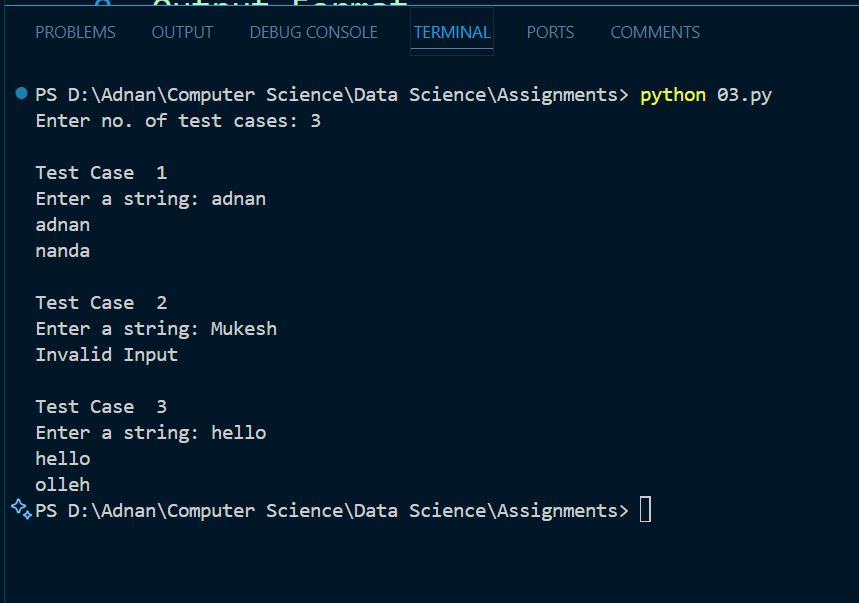 Output Format
PROBLEMS OUTPUT DEBUG CONSOLE TERMINAL PORTS COMMENTS
PS D:\Adnan\Computer Science\Data Science\Assignments> python 03.py
Enter no. of test cases: 3
Test Case  1
Enter a string: adnan
adnan
nanda
Test Case  2
Enter a string: Mukesh
Invalid Input
Test Case  3
Enter a string: hello
hello
olleh
PS D:\Adnan\Computer Science\Data Science\Assignments>